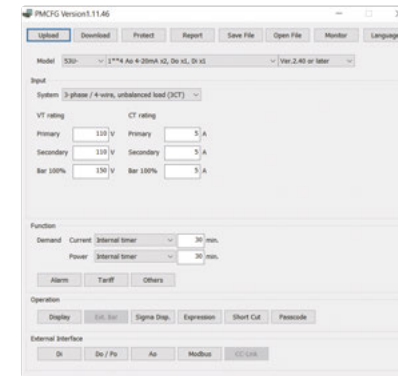 PMCFG Version1.11.46
Upload Download Protect Report Save File Open File Monitor Language
Model 53U- 1**4 Ao 4-20mA x2, Do x1, Di x1 Ver.2.40 or later
Input
System 3-phase / 4-wire, unbalanced load (3CT)
VT rating CT rating
Primary 110 V Primary 5 A
Secondary 110 V Secondary 5 A
Bar 100% 150 V Bar 100% 5 A
Function
Demand Current Internal timer 30 min.
Power Internal timer 30 min.
Alarm Tariff Others
Operation
Display Ext. Bar Sigma Disp. Expression Short Cut Passcode
External Interface
Di Do / Po Ao Modbus CC-Link